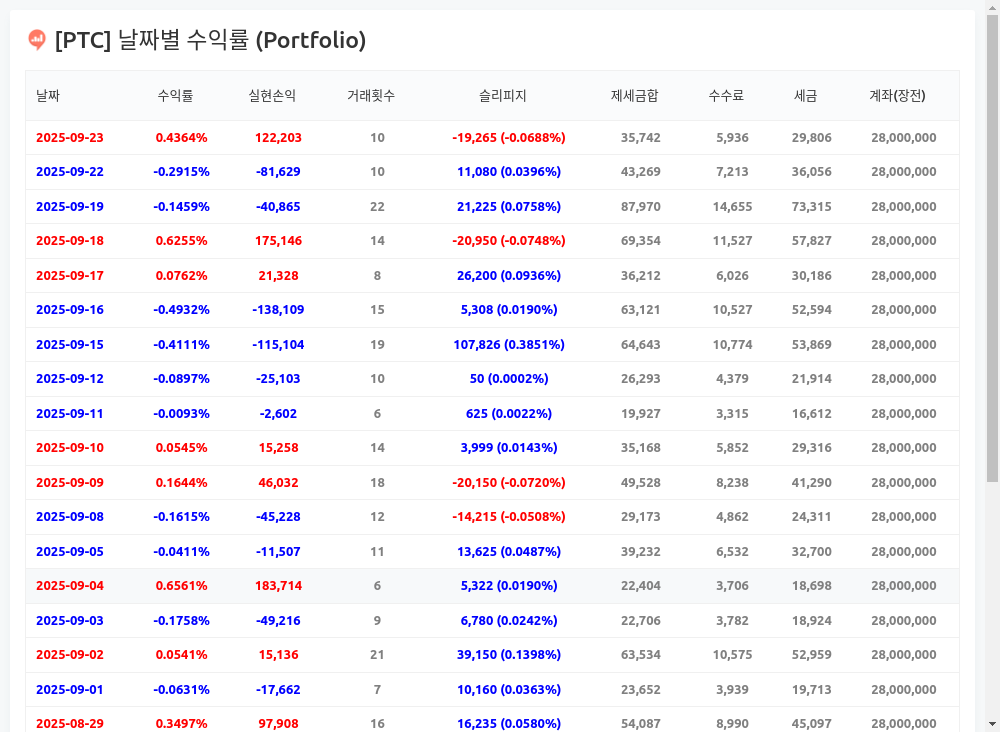 [PTC] 날짜별 수익률 (Portfolio)
날짜 수익률 실현손익 거래횟수 슬리피지 제세금합 수수료 세금 계좌(장전)
2025-09-23 0.4364% 122,203 10 -19,265 (-0.0688%) 35,742 5,936 29,806 28,000,000
2025-09-22 -0.2915% -81,629 10 11,080 (0.0396%) 43,269 7,213 36,056 28,000,000
2025-09-19 -0.1459% -40,865 22 21,225 (0.0758%) 87,970 14,655 73,315 28,000,000
2025-09-18 0.6255% 175,146 14 -20,950 (-0.0748%) 69,354 11,527 57,827 28,000,000
2025-09-17 0.0762% 21,328 8 26,200 (0.0936%) 36,212 6,026 30,186 28,000,000
2025-09-16 -0.4932% -138,109 15 5,308 (0.0190%) 63,121 10,527 52,594 28,000,000
2025-09-15 -0.4111% -115,104 19 107,826 (0.3851%) 64,643 10,774 53,869 28,000,000
2025-09-12 -0.0897% -25,103 10 50 (0.0002%) 26,293 4,379 21,914 28,000,000
2025-09-11 -0.0093% -2,602 6 625 (0.0022%) 19,927 3,315 16,612 28,000,000
2025-09-10 0.0545% 15,258 14 3,999 (0.0143%) 35,168 5,852 29,316 28,000,000
2025-09-09 0.1644% 46,032 18 -20,150 (-0.0720%) 49,528 8,238 41,290 28,000,000
2025-09-08 -0.1615% -45,228 12 -14,215 (-0.0508%) 29,173 4,862 24,311 28,000,000
2025-09-05 -0.0411% -11,507 11 13,625 (0.0487%) 39,232 6,532 32,700 28,000,000
2025-09-04 0.6561% 183,714 6 5,322 (0.0190%) 22,404 3,706 18,698 28,000,000
2025-09-03 -0.1758% -49,216 9 6,780 (0.0242%) 22,706 3,782 18,924 28,000,000
2025-09-02 0.0541% 15,136 21 39,150 (0.1398%) 63,534 10,575 52,959 28,000,000
2025-09-01 -0.0631% -17,662 7 10,160 (0.0363%) 23,652 3,939 19,713 28,000,000
2025-08-29 0.3497% 97,908 16 16,235 (0.0580%) 54,087 8,990 45,097 28,000,000